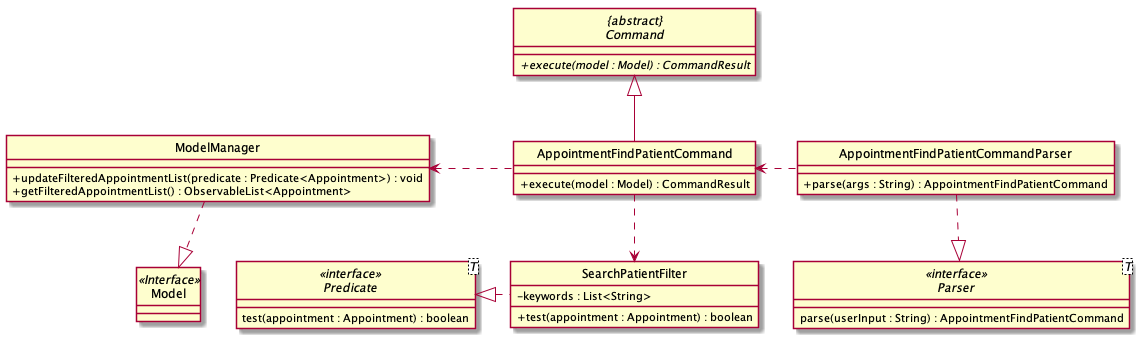 {abstract}
Command
+execute(model : Model) : CommandResult
ModelManager
+updateFilteredAppointmentList(predicate : Predicate<Appointment>) : void
+getFilteredAppointmentList() : ObservableList<Appointment>
AppointmentFindPatientCommand
+execute(model : Model) : CommandResult
AppointmentFindPatientCommandParser
+parse(args : String) : AppointmentFindPatientCommand
«Interface»
Model
T
«interface»
Predicate
test(appointment : Appointment) : boolean
SearchPatientFilter
-keywords : List<String>
+test(appointment : Appointment) : boolean
T
«interface»
Parser
parse(userInput : String) : AppointmentFindPatientCommand